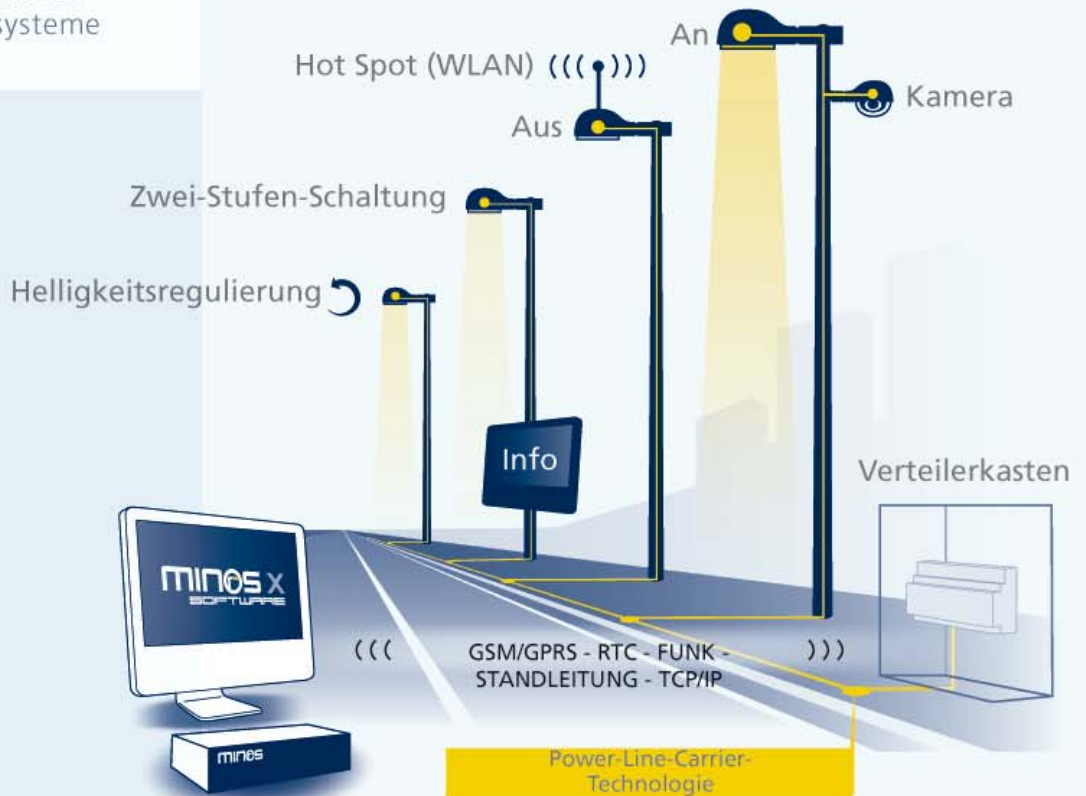 systeme
An
Hot Spot (WLAN)
Kamera
Aus
Zwei-Stufen-Schaltung
Helligkeitsregulierung
Info
Verteilerkasten
minos x
SOFTWARE
GSM/GPRS - RTC - FUNK -
STANDLEITUNG - TCP/IP
minos
Power-Line-Carrier-
Technologie